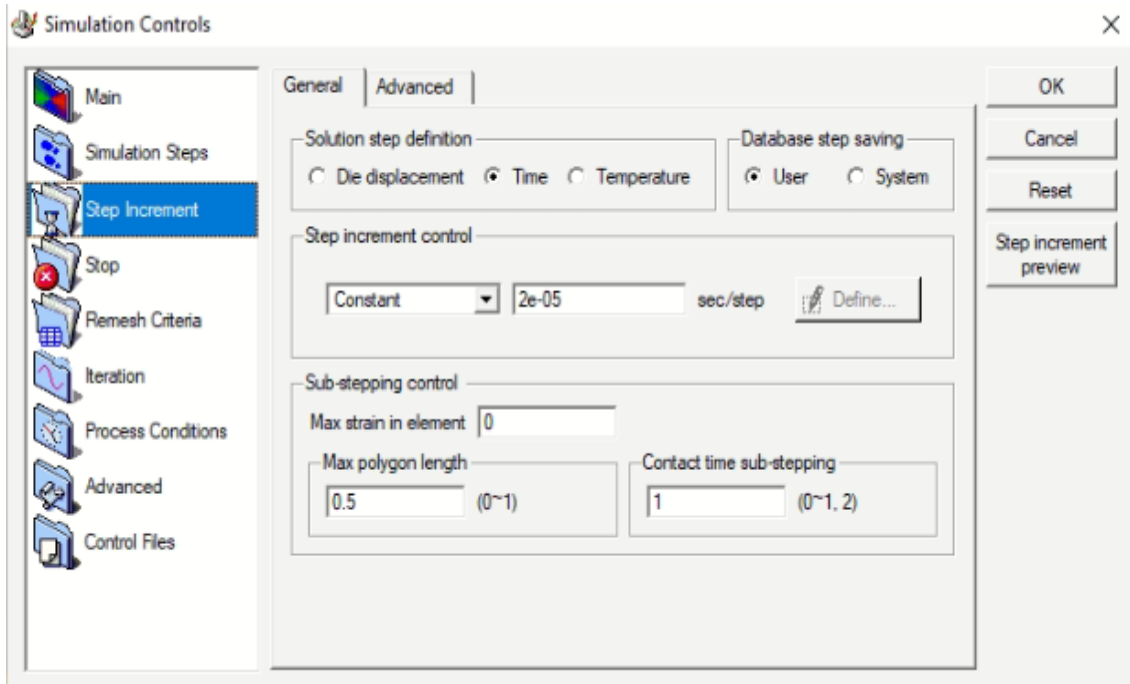 Simulation Controls
Main
Simulation Steps
Step Increment
Stop
Remesh Criteria
Iteration
Process Conditions
Advanced
Control Files
General
Advanced
Solution step definition
Die displacement
Time
Temperature
Database step saving
User
System
Step increment control
Constant
2e-05
sec/step
Define...
Sub-stepping control
Max strain in element
0
Max polygon length
0.5
(0~1)
Contact time sub-stepping
1
(0~1, 2)
OK
Cancel
Reset
Step increment
preview